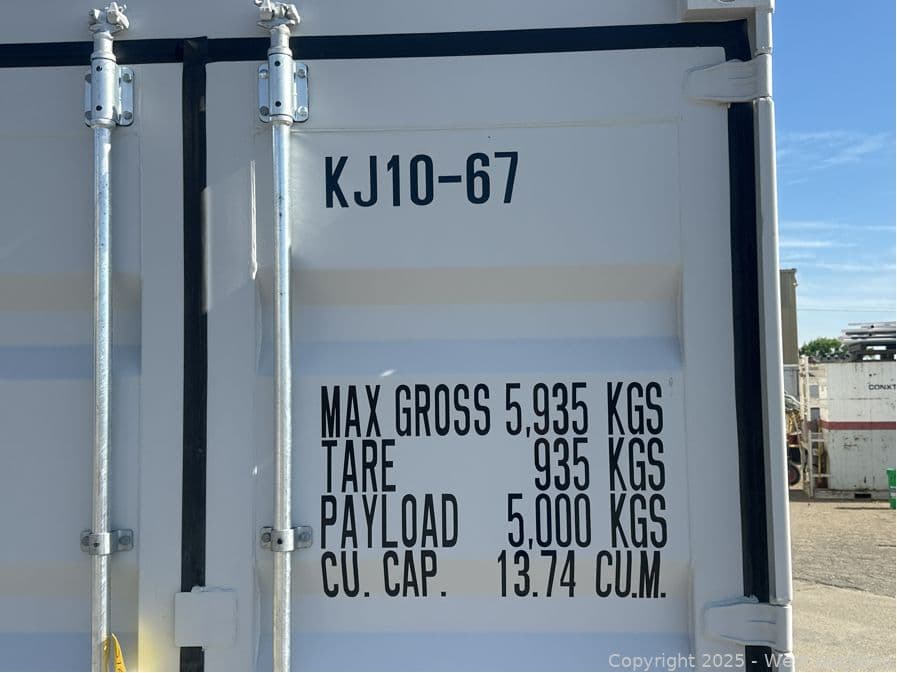 KJ10-67
MAX GROSS 5,935 KGS
TARE 935 KGS
PAYLOAD 5,000 KGS
CU. CAP. 13.74 CU.M.
Copyright 2025 -